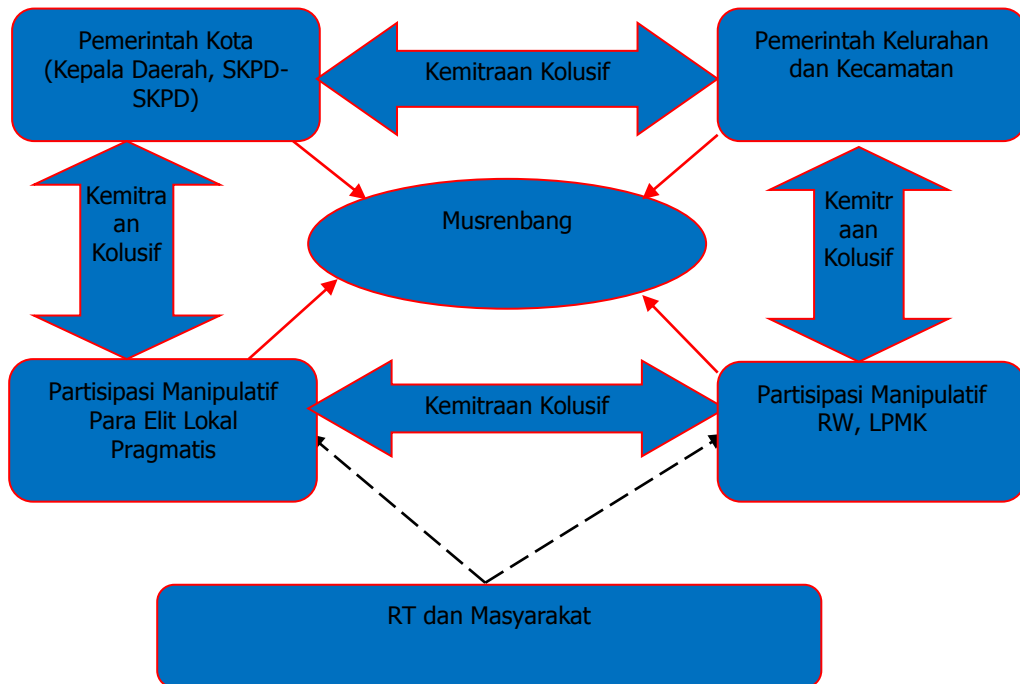 Pemerintah Kota
(Kepala Daerah, SKPD-
SKPD)
Kemitraan Kolusif
Pemerintah Kelurahan
dan Kecamatan
Kemitra
an
Kolusif
Musrenbang
Kemitr
aan
Kolusif
Partisipasi Manipulatif
Para Elit Lokal
Pragmatis
Kemitraan Kolusif
Partisipasi Manipulatif
RW, LPMK
RT dan Masyarakat